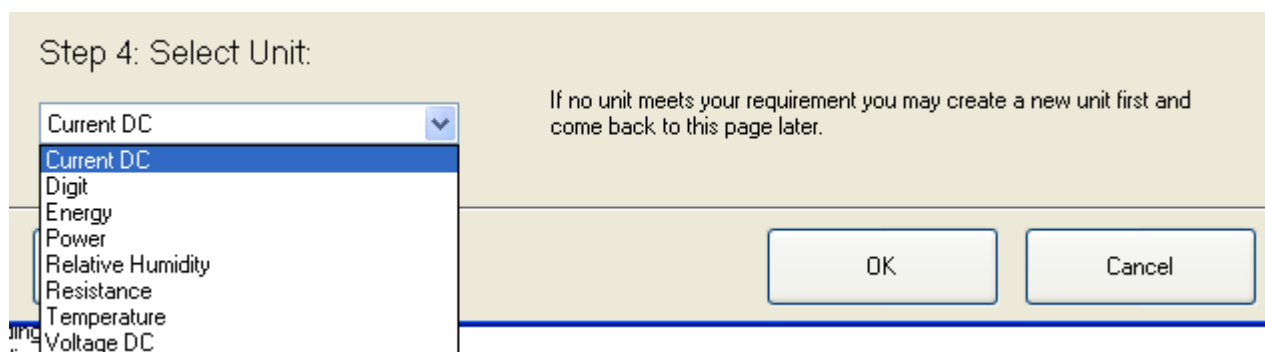 Step 4: Select Unit:
If no unit meets your requirement you may create a new unit first and
come back to this page later.
Current DC
Current DC
Digit
Energy
Power
Relative Humidity
Resistance
Temperature
Voltage DC
OK
Cancel